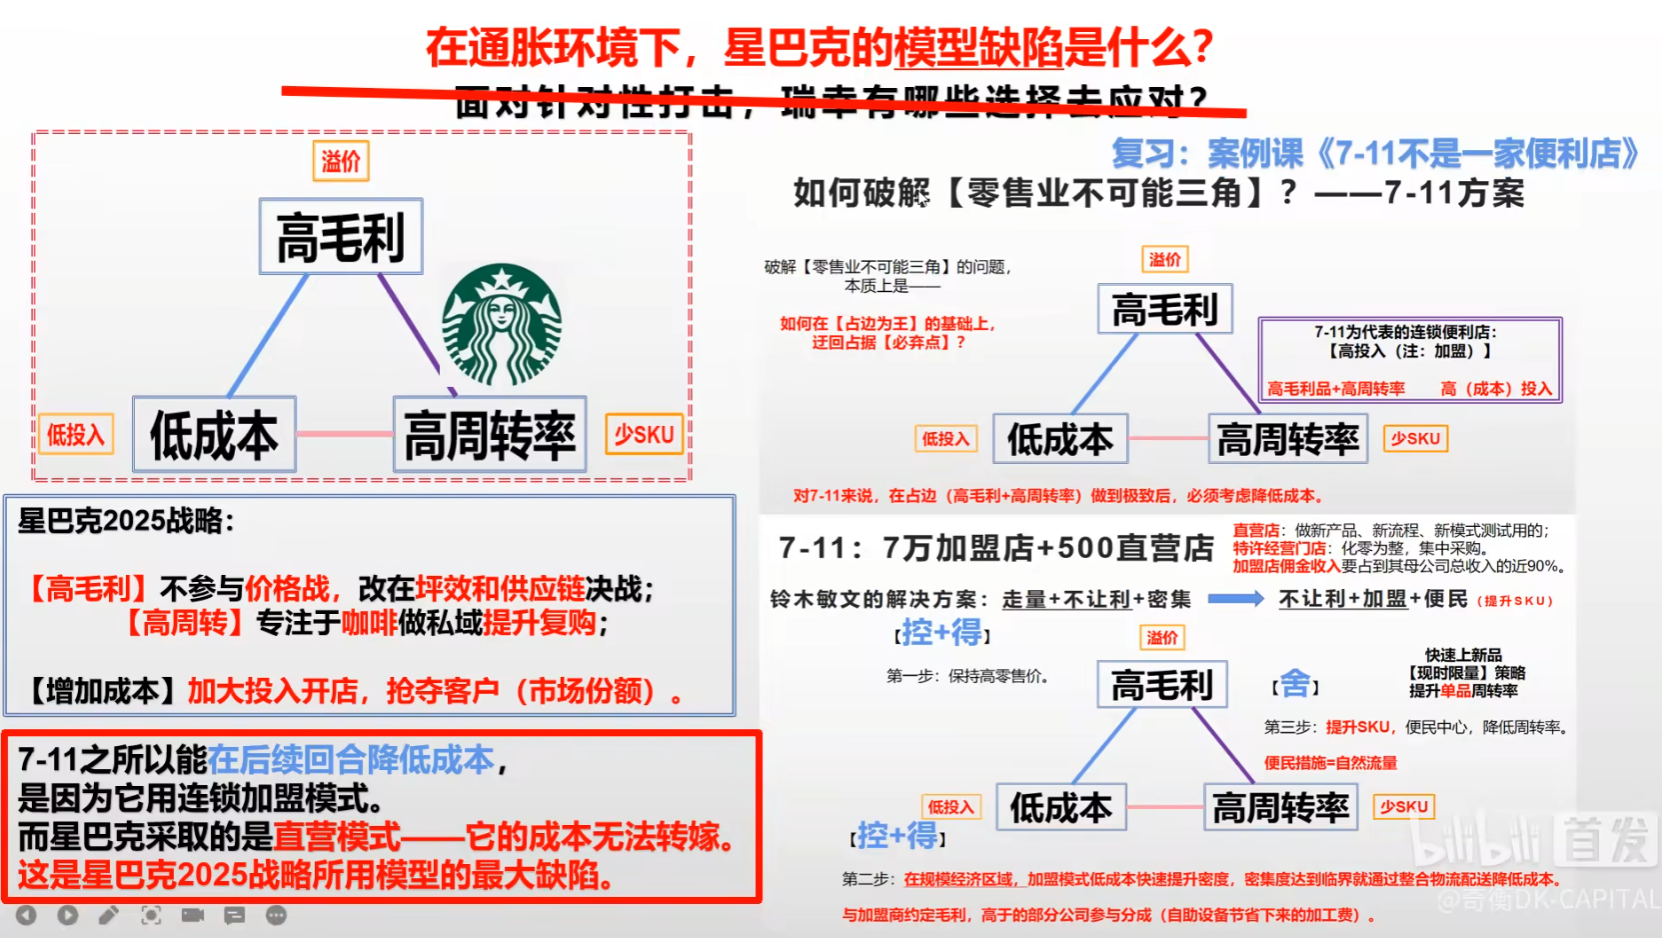 在通胀环境下，星巴克的模型缺陷是什么？
面对针对性打击，瑞幸有哪些选择去应对？
溢价
高毛利
低投入
低成本
高周转率
少SKU
星巴克2025战略：
【高毛利】不参与价格战，改在坪效和供应链决战；
【高周转】专注于咖啡做私域提升复购；
【增加成本】加大投入开店，抢夺客户（市场份额）。
7-11之所以能在后续回合降低成本，
是因为它用连锁加盟模式。
而星巴克采取的是直营模式——它的成本无法转嫁。
这是星巴克2025战略所用模型的最大缺陷。
复习：案例课《7-11不是一家便利店》
如何破解【零售业不可能三角】？——7-11方案
破解【零售业不可能三角】的问题，
本质上是——
如何在【占边为王】的基础上，
迂回占据【必弃点】？
溢价
高毛利
7-11为代表的连锁便利店：
【高投入（注：加盟）】
高毛利品+高周转率 高（成本）投入
低投入
低成本
高周转率
少SKU
对7-11来说，在占边（高毛利+高周转率）做到极致后，必须考虑降低成本。
7-11：7万加盟店+500直营店
直营店：做新产品、新流程、新模式测试用的；
特许经营门店：化零为整，集中采购。
加盟店佣金收入要占到其母公司总收入的近90%。
铃木敏文的解决方案：走量+不让利+密集
不让利+加盟+便民（提升SKU）
【控+得】
溢价
第一步：保持高零售价。
高毛利
【舍】
快速上新品
【现时限量】策略
提升单品周转率
第三步：提升SKU，便民中心，降低周转率。
便民措施=自然流量
低投入
低成本
高周转率
少SKU
【控+得】
第二步：在规模经济区域，加盟模式低成本快速提升密度，密集度达到临界就通过整合物流配送降低成本。
与加盟商约定毛利，高于的部分公司参与分成（自助设备节省下来的加工费）。
bilibili 首发
@奇衡DK-CAPITAL